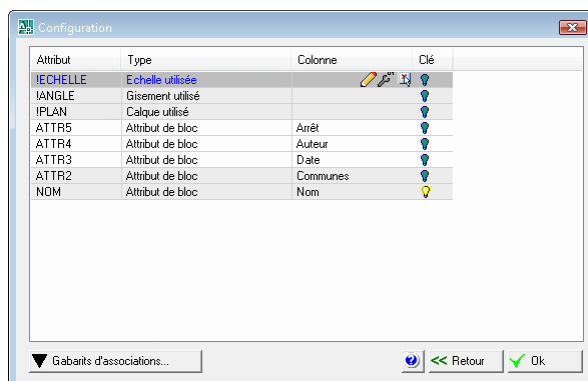 Configuration
Attribut Type Colonne Clé
!ECHELLE Echelle utilisée
!ANGLE Gisement utilisé
!PLAN Calque utilisé
ATTR5 Attribut de bloc Arrêt
ATTR4 Attribut de bloc Auteur
ATTR3 Attribut de bloc Date
ATTR2 Attribut de bloc Communes
NOM Attribut de bloc Nom
Gabarits d'associations... ? << Retour Ok